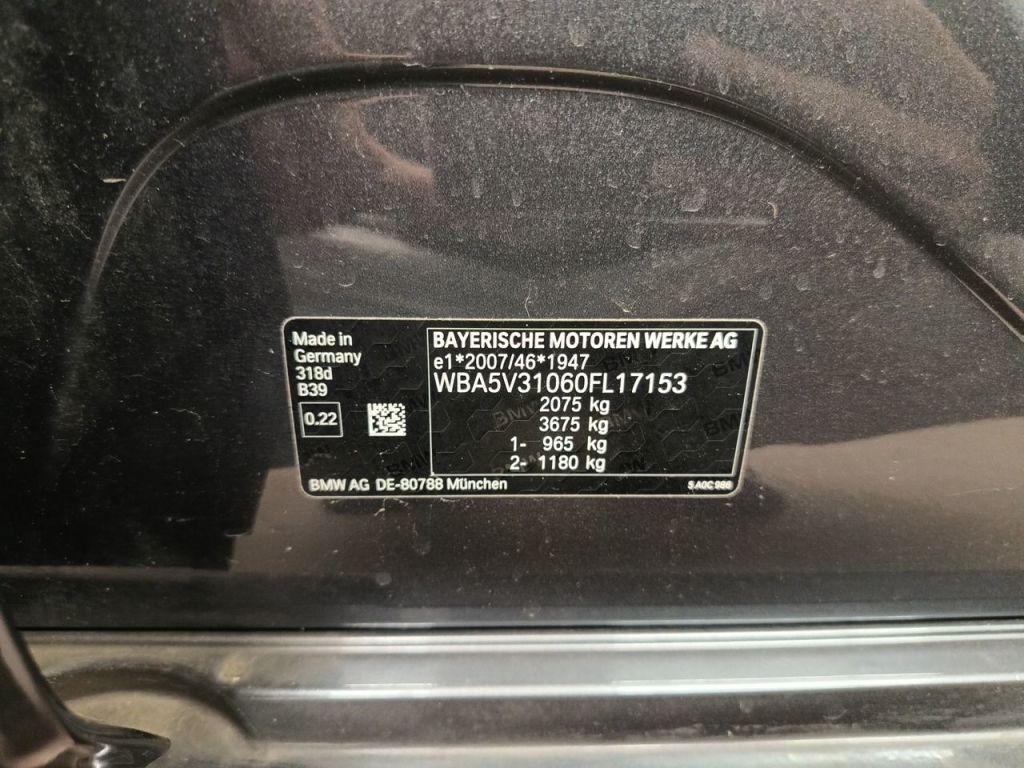 Made in
Germany
318d
B39
0.22
BAYERISCHE MOTOREN WERKE AG
e1*2007/46*1947
WBA5V31060FL17153
2075 kg
3675 kg
1- 965 kg
2- 1180 kg
BMW AG DE-80788 München